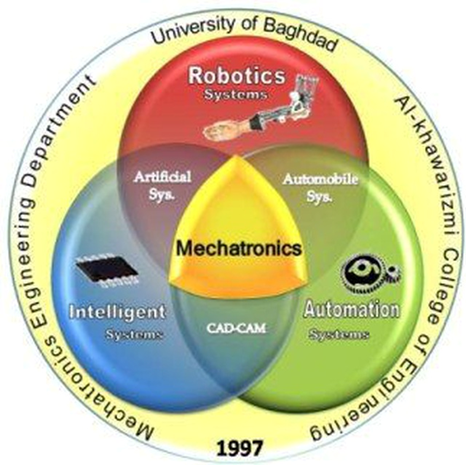 University of Baghdad
Mechatronics Engineering Department
Al-khawarizmi College of Engineering
Robotics
Systems
Artificial
Sys.
Automobile
Sys.
Mechatronics
Intelligent
Systems
Automation
Systems
CAD-CAM
1997